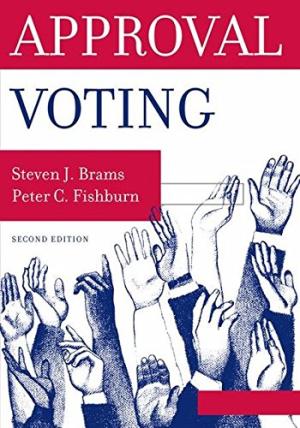 APPROVAL
VOTING
Steven J. Brams
Peter C. Fishburn
SECOND EDITION